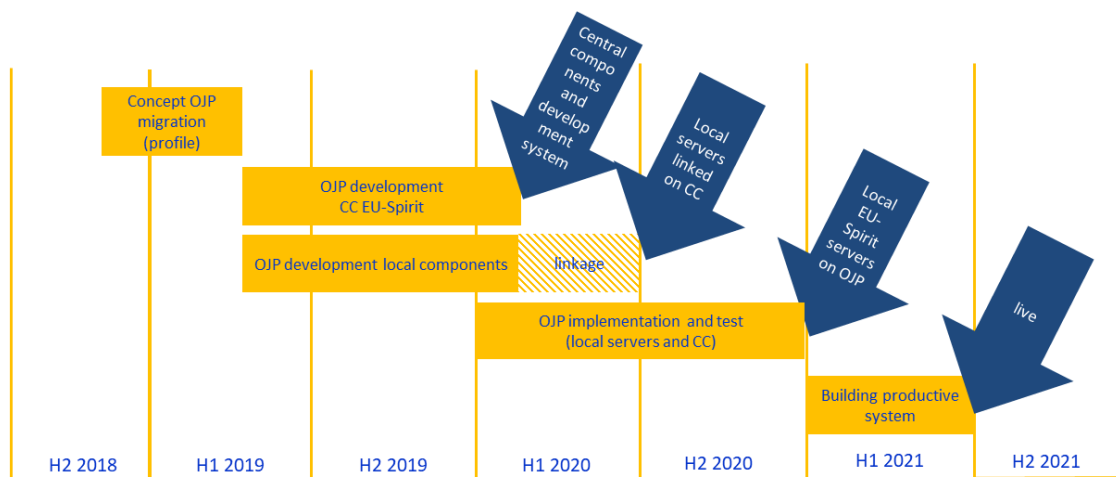 Central
compo
nents
and
develop
ment
system
Concept OJP
migration
(profile)
Local
servers
linked
on CC
OJP development
CC EU-Spirit
Local
EU-
Spirit
servers
on OJP
OJP development local components
linkage
live
OJP implementation and test
(local servers and CC)
Building productive
system
H2 2018
H1 2019
H2 2019
H1 2020
H2 2020
H1 2021
H2 2021